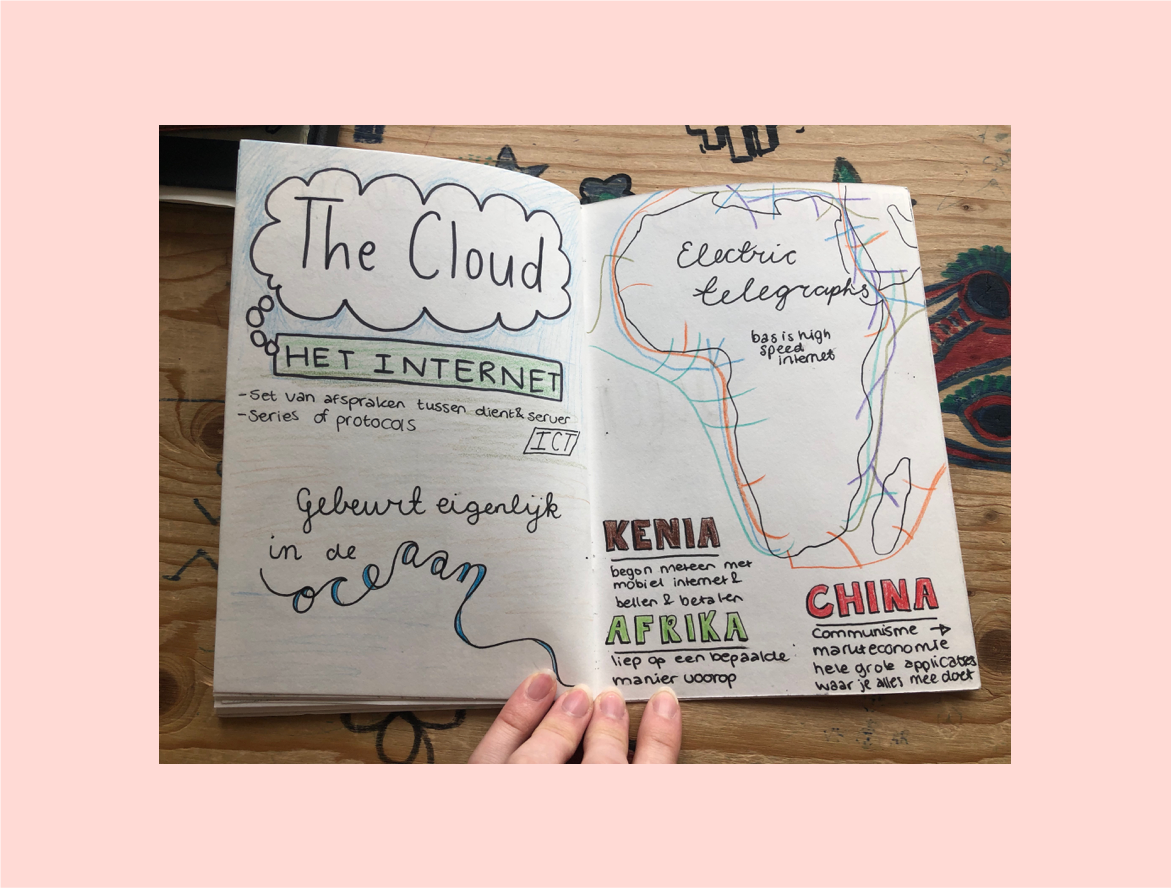 The Cloud
HET INTERNET
-Set van afspraken tussen client & server
-Series of protocols
ICT
Gebeurt eigenlijk
in de
oceaan
Electric
telegraphs
basis high
speed
internet
KENIA
begon meteen met
mobiel internet &
bellen & betalen
AFRIKA
liep op een bepaalde
manier voorop
CHINA
Communisme →
markteconomie
hele grote applicaties
waar je alles mee doet